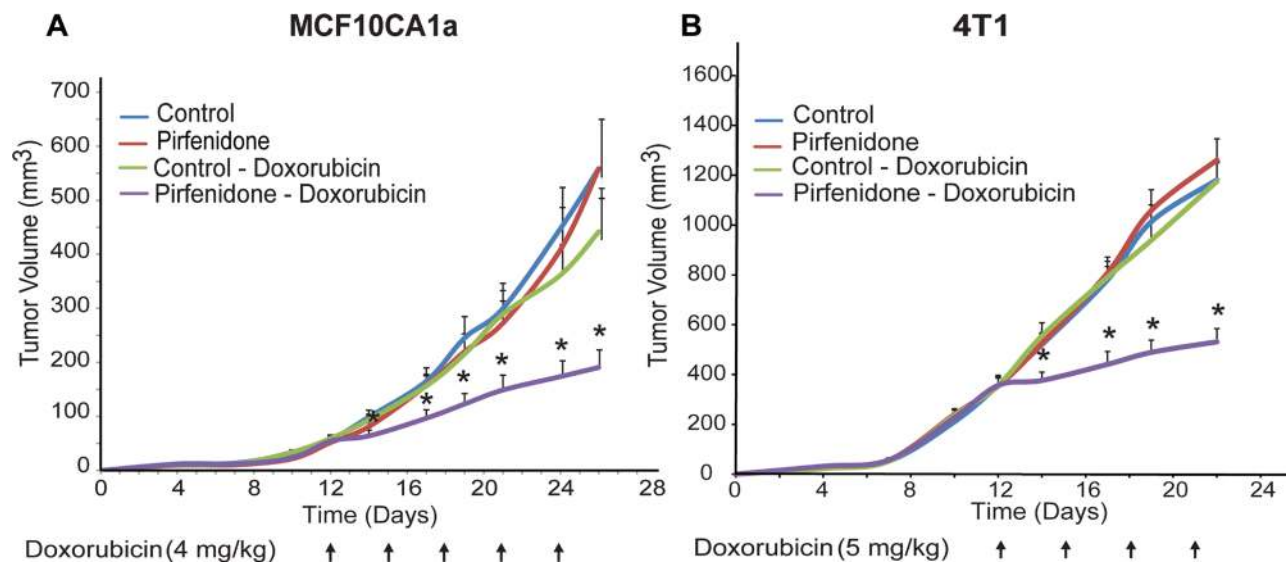 A MCF10CA1a
700
600
500
400
300
200
100
0
Tumor Volume (mm3)
Control
Pirfenidone
Control - Doxorubicin
Pirfenidone - Doxorubicin
* * * * * *
0 4 8 12 16 20 24 28
Time (Days)
Doxorubicin (4 mg/kg)
B 4T1
1600
1400
1200
1000
800
600
400
200
0
Tumor Volume (mm3)
Control
Pirfenidone
Control - Doxorubicin
Pirfenidone - Doxorubicin
* * * *
0 4 8 12 16 20 24
Time (Days)
Doxorubicin (5 mg/kg)